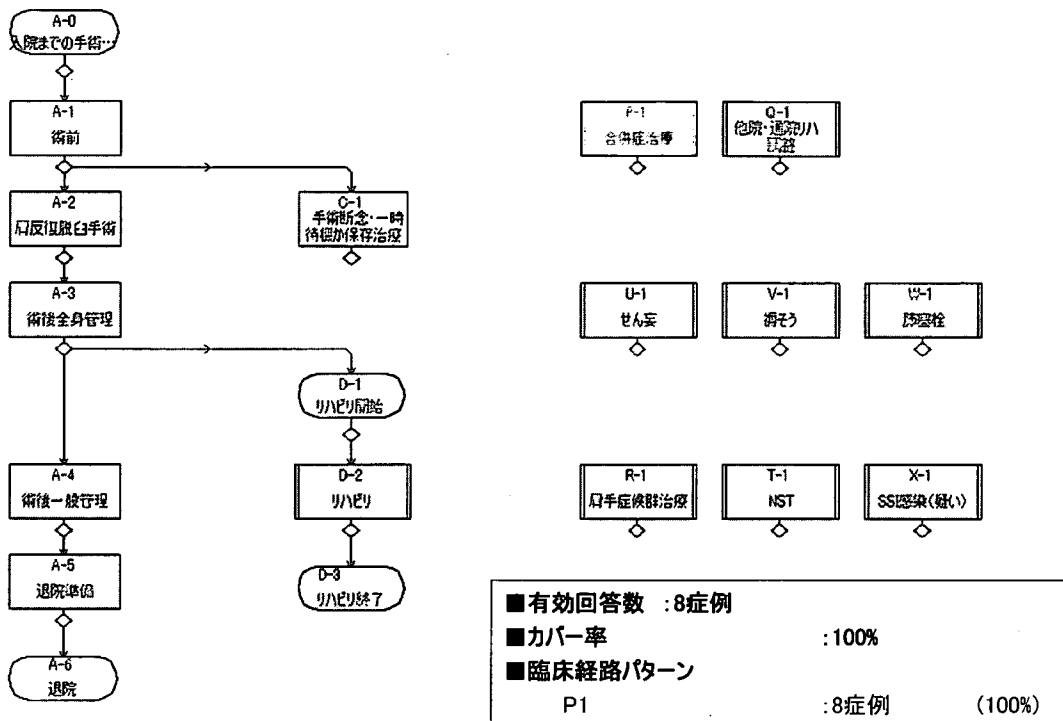 A-0
入院までの手術…
A-1
術前
P-1
合併症治療
Q-1
他院・通院リハ
A-2
肩反復脱臼手術
C-1
手術断念・一時
待機か保存治療
A-3
術後全身管理
U-1
せん妄
V-1
褥そう
W-1
肺塞栓
D-1
リハビリ開始
A-4
術後一般管理
D-2
リハビリ
R-1
肩手症候群治療
T-1
NST
X-1
SSI感染(疑い)
A-5
退院準備
D-3
リハビリ終了
A-6
退院
■有効回答数 :8症例
■カバー率 :100%
■臨床経路パターン
P1 :8症例 (100%)